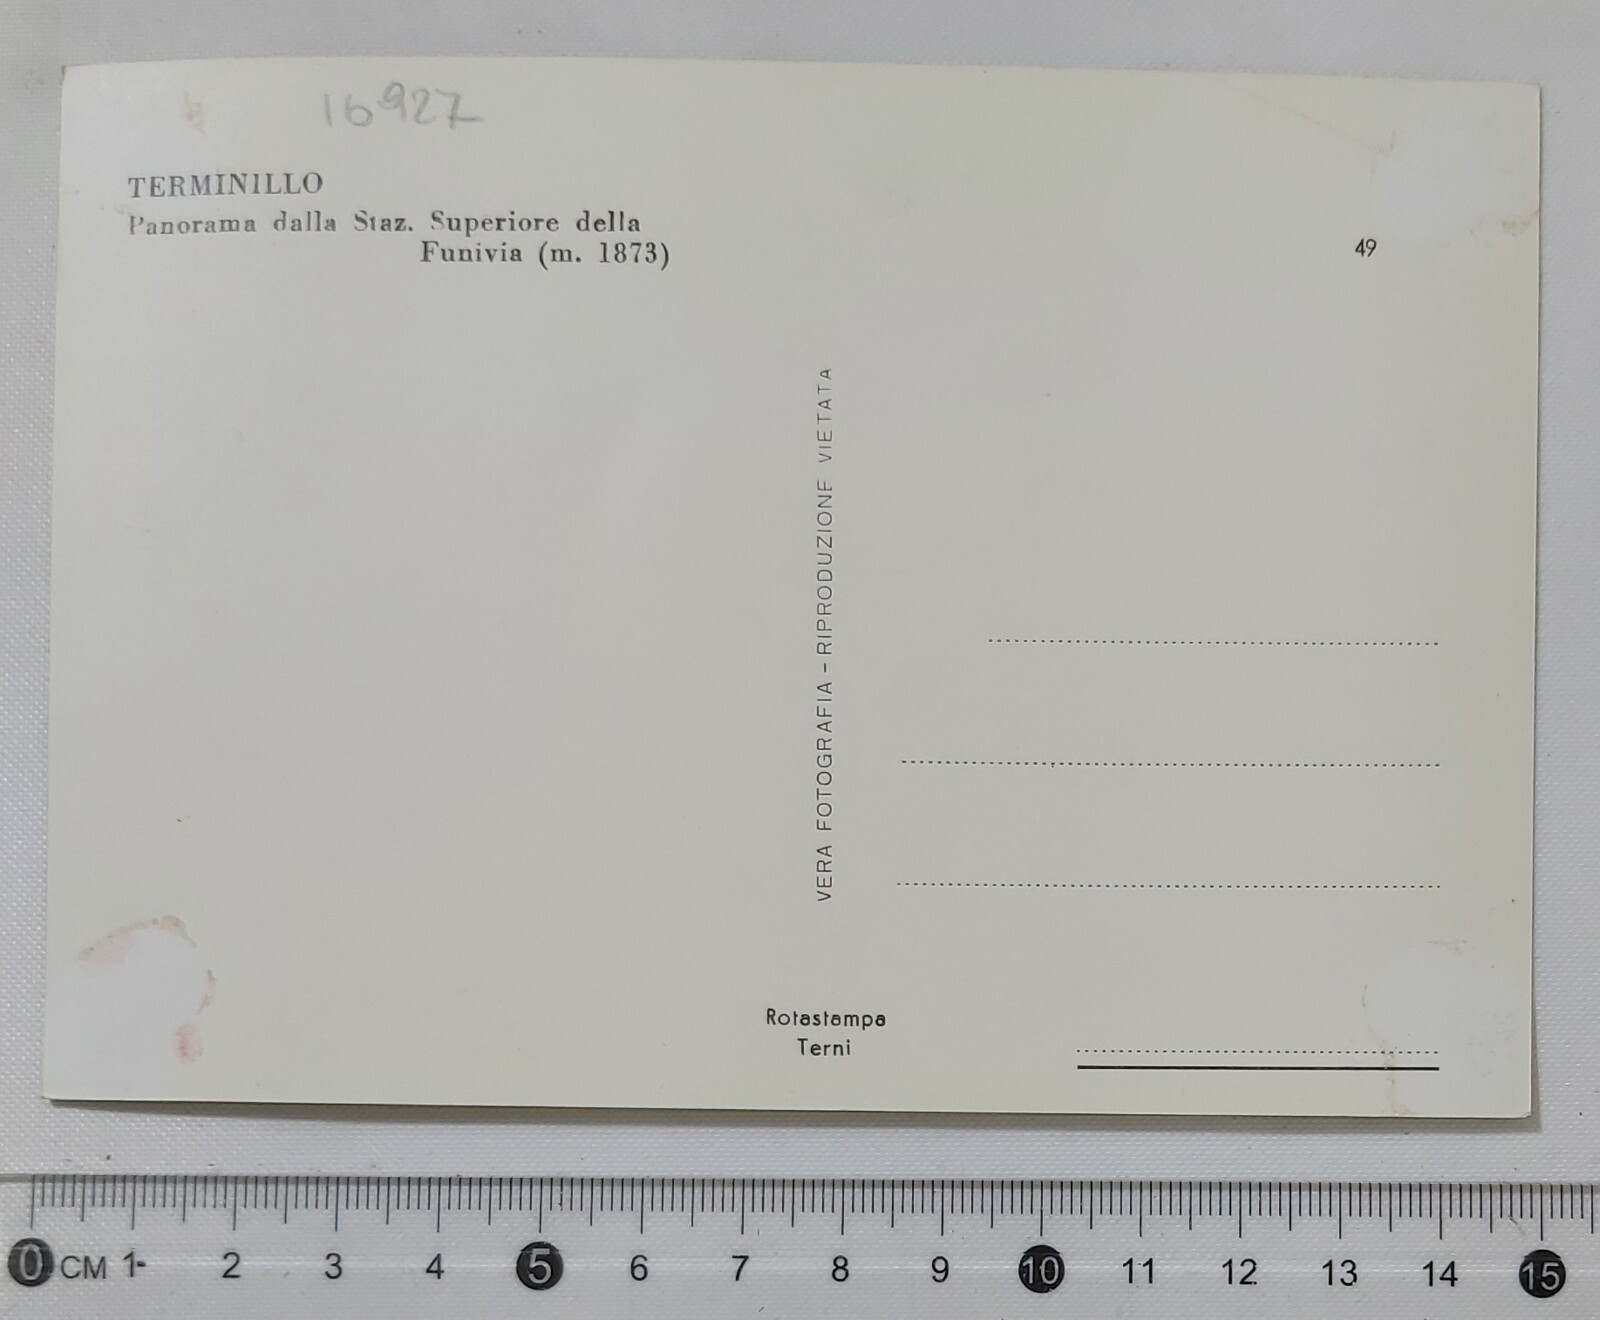 16927
TERMINILLO
Panorama dalla Staz. Superiore della
Funivia (m. 1873)
49
VERA FOTOGRAFIA - RIPRODUZIONE VIETATA
Rotastampa
Terni
0 CM 1 2 3 4 5 6 7 8 9 10 11 12 13 14 15